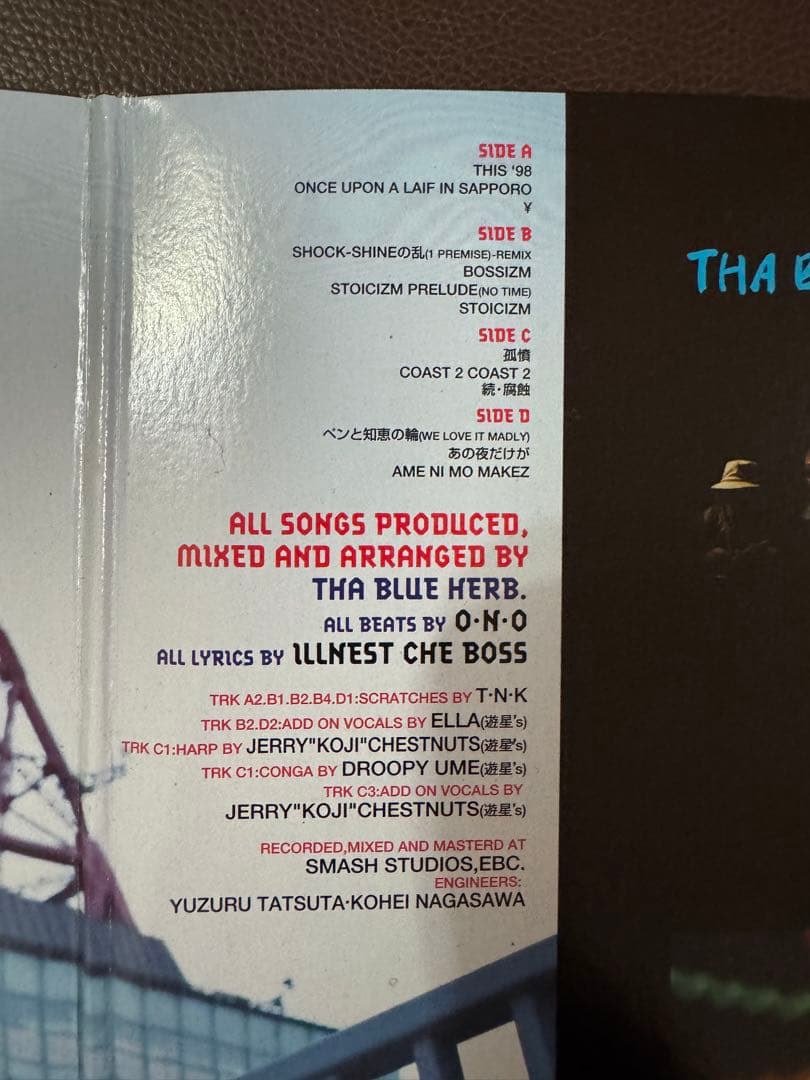 SIDE A
THIS '98
ONCE UPON A LAIF IN SAPPORO
¥
SIDE B
SHOCK-SHINEの乱(1 PREMISE)-REMIX
BOSSIZM
STOICIZM PRELUDE(NO TIME)
STOICIZM
SIDE C
孤憤
COAST 2 COAST 2
続・腐蝕
SIDE D
ペンと知恵の輪(WE LOVE IT MADLY)
あの夜だけが
AME NI MO MAKEZ
ALL SONGS PRODUCED,
MIXED AND ARRANGED BY
THA BLUE HERB.
ALL BEATS BY O·N·O
ALL LYRICS BY ILLNEST CHE BOSS
TRK A2.B1.B2.B4.D1:SCRATCHES BY T·N·K
TRK B2.D2:ADD ON VOCALS BY ELLA(遊星's)
TRK C1:HARP BY JERRY"KOJI"CHESTNUTS(遊星's)
TRK C1:CONGA BY DROOPY UME(遊星's)
TRK C3:ADD ON VOCALS BY
JERRY"KOJI"CHESTNUTS(遊星's)
RECORDED,MIXED AND MASTERD AT
SMASH STUDIOS,EBC.
ENGINEERS:
YUZURU TATSUTA·KOHEI NAGASAWA
THA B